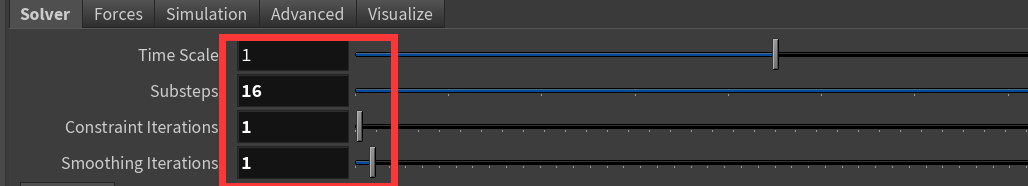 Solver Forces Simulation Advanced Visualize
Time Scale 1
Substeps 16
Constraint Iterations 1
Smoothing Iterations 1